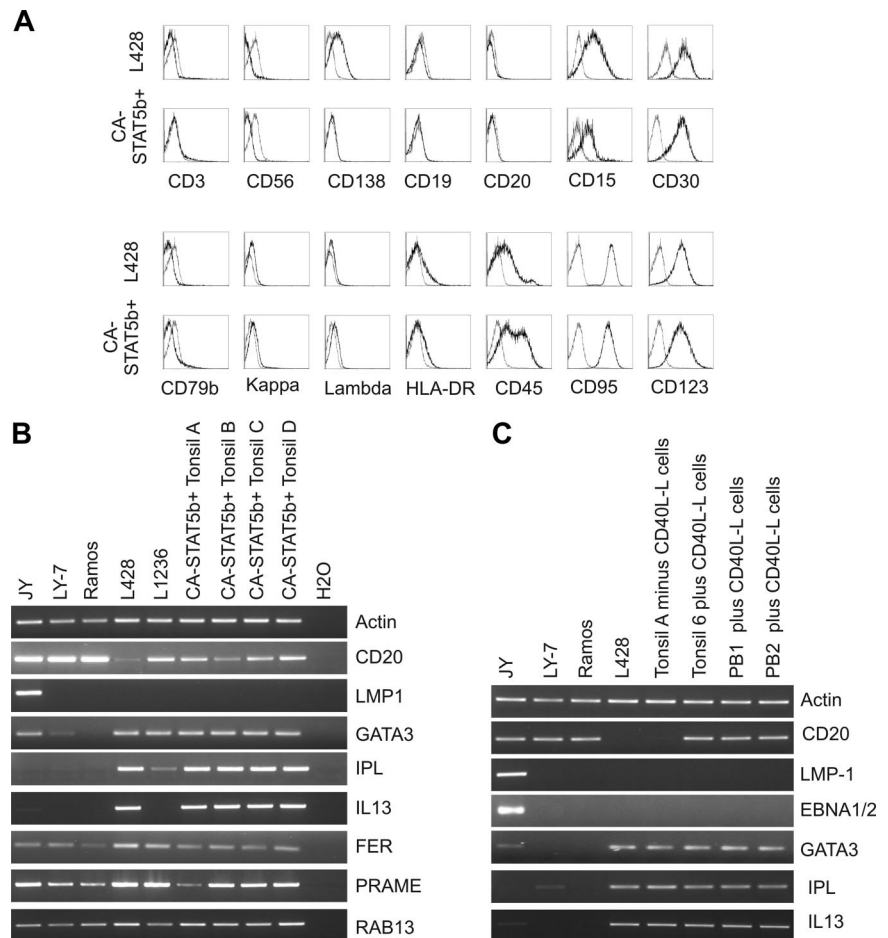 A
L428
CA-
STAT5b+
CD3 CD56 CD138 CD19 CD20 CD15 CD30
L428
CA-
STAT5b+
CD79b Kappa Lambda HLA-DR CD45 CD95 CD123
B
JY
LY-7
Ramos
L428
L1236
CA-STAT5b+ Tonsil A
CA-STAT5b+ Tonsil B
CA-STAT5b+ Tonsil C
CA-STAT5b+ Tonsil D
H2O
Actin
CD20
LMP1
GATA3
IPL
IL13
FER
PRAME
RAB13
C
JY
LY-7
Ramos
L428
Tonsil A minus CD40L-L cells
Tonsil 6 plus CD40L-L cells
PB1 plus CD40L-L cells
PB2 plus CD40L-L cells
Actin
CD20
LMP-1
EBNA1/2
GATA3
IPL
IL13